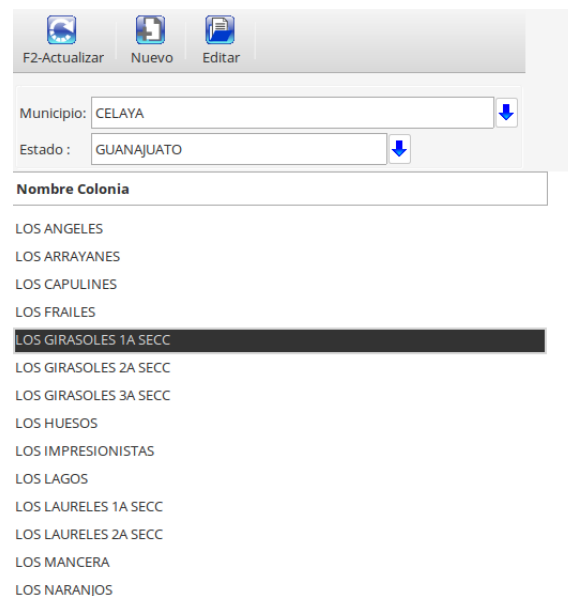 F2-Actualizar Nuevo Editar
Municipio: CELAYA
Estado : GUANAJUATO
Nombre Colonia
LOS ANGELES
LOS ARRAYANES
LOS CAPULINES
LOS FRAILES
LOS GIRASOLES 1A SECC
LOS GIRASOLES 2A SECC
LOS GIRASOLES 3A SECC
LOS HUESOS
LOS IMPRESIONISTAS
LOS LAGOS
LOS LAURELES 1A SECC
LOS LAURELES 2A SECC
LOS MANCERA
LOS NARANJOS